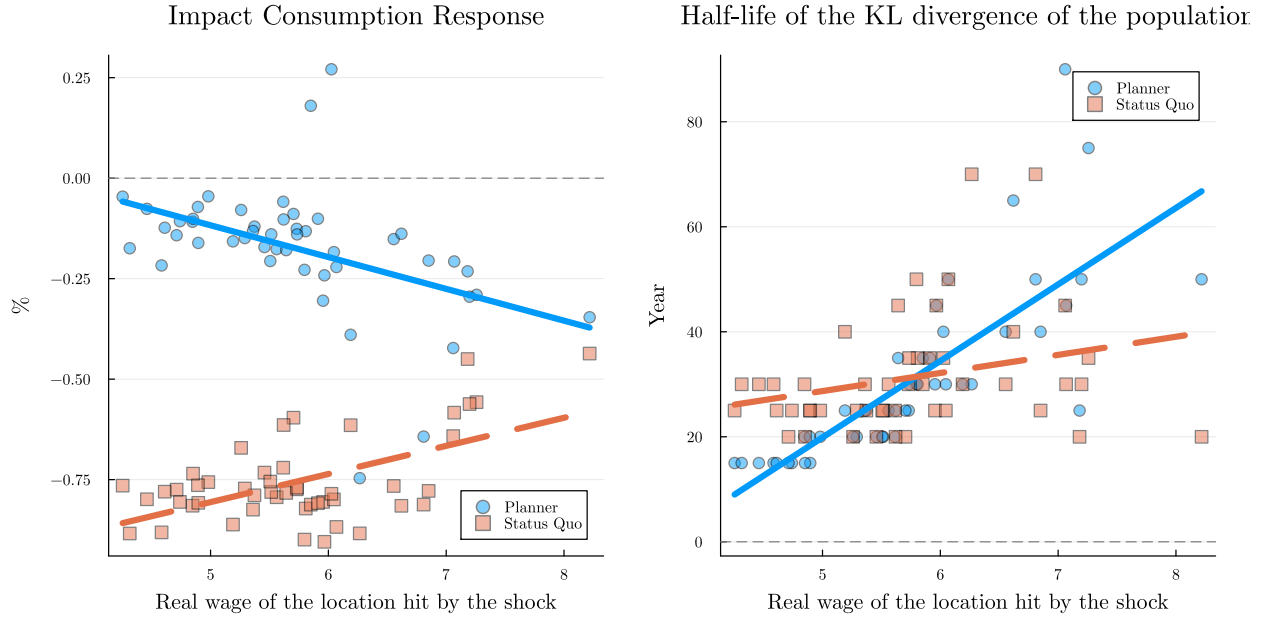 Impact Consumption Response
0.25
0.00
−0.25
−0.50
−0.75
%
Planner
Status Quo
5 6 7 8
Real wage of the location hit by the shock
Half-life of the KL divergence of the population
80
60
40
20
0
Year
Planner
Status Quo
5 6 7 8
Real wage of the location hit by the shock